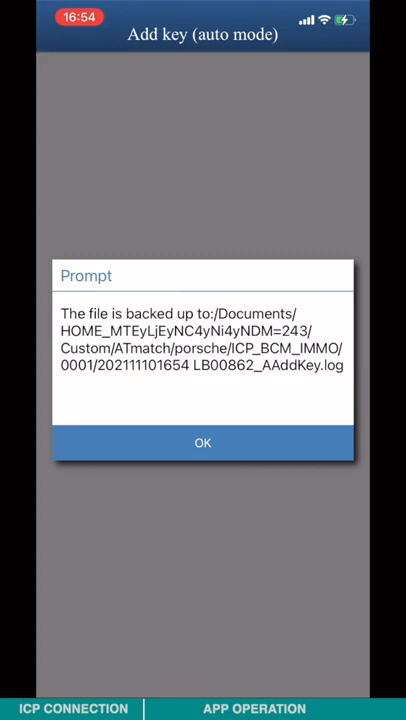 16:54
Add key (auto mode)
Prompt
The file is backed up to:/Documents/
HOME_MTEyLjEyNC4yNi4yNDM=243/
Custom/ATmatch/porsche/ICP_BCM_IMMO/
0001/202111101654 LB00862_AAddKey.log
OK
ICP CONNECTION
APP OPERATION